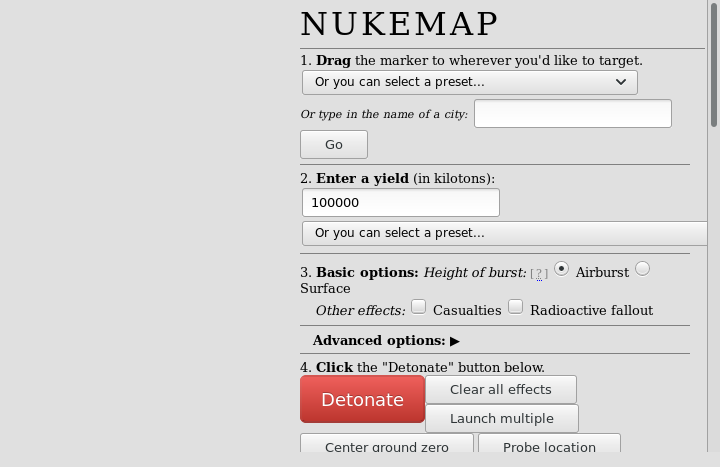 NUKEMAP
1. Drag the marker to wherever you'd like to target.
Or you can select a preset...
Or type in the name of a city:
Go
2. Enter a yield (in kilotons):
100000
Or you can select a preset...
3. Basic options: Height of burst: [?] Airburst
Surface
Other effects: Casualties Radioactive fallout
Advanced options: ▶
4. Click the "Detonate" button below.
Detonate
Clear all effects
Launch multiple
Center ground zero Probe location